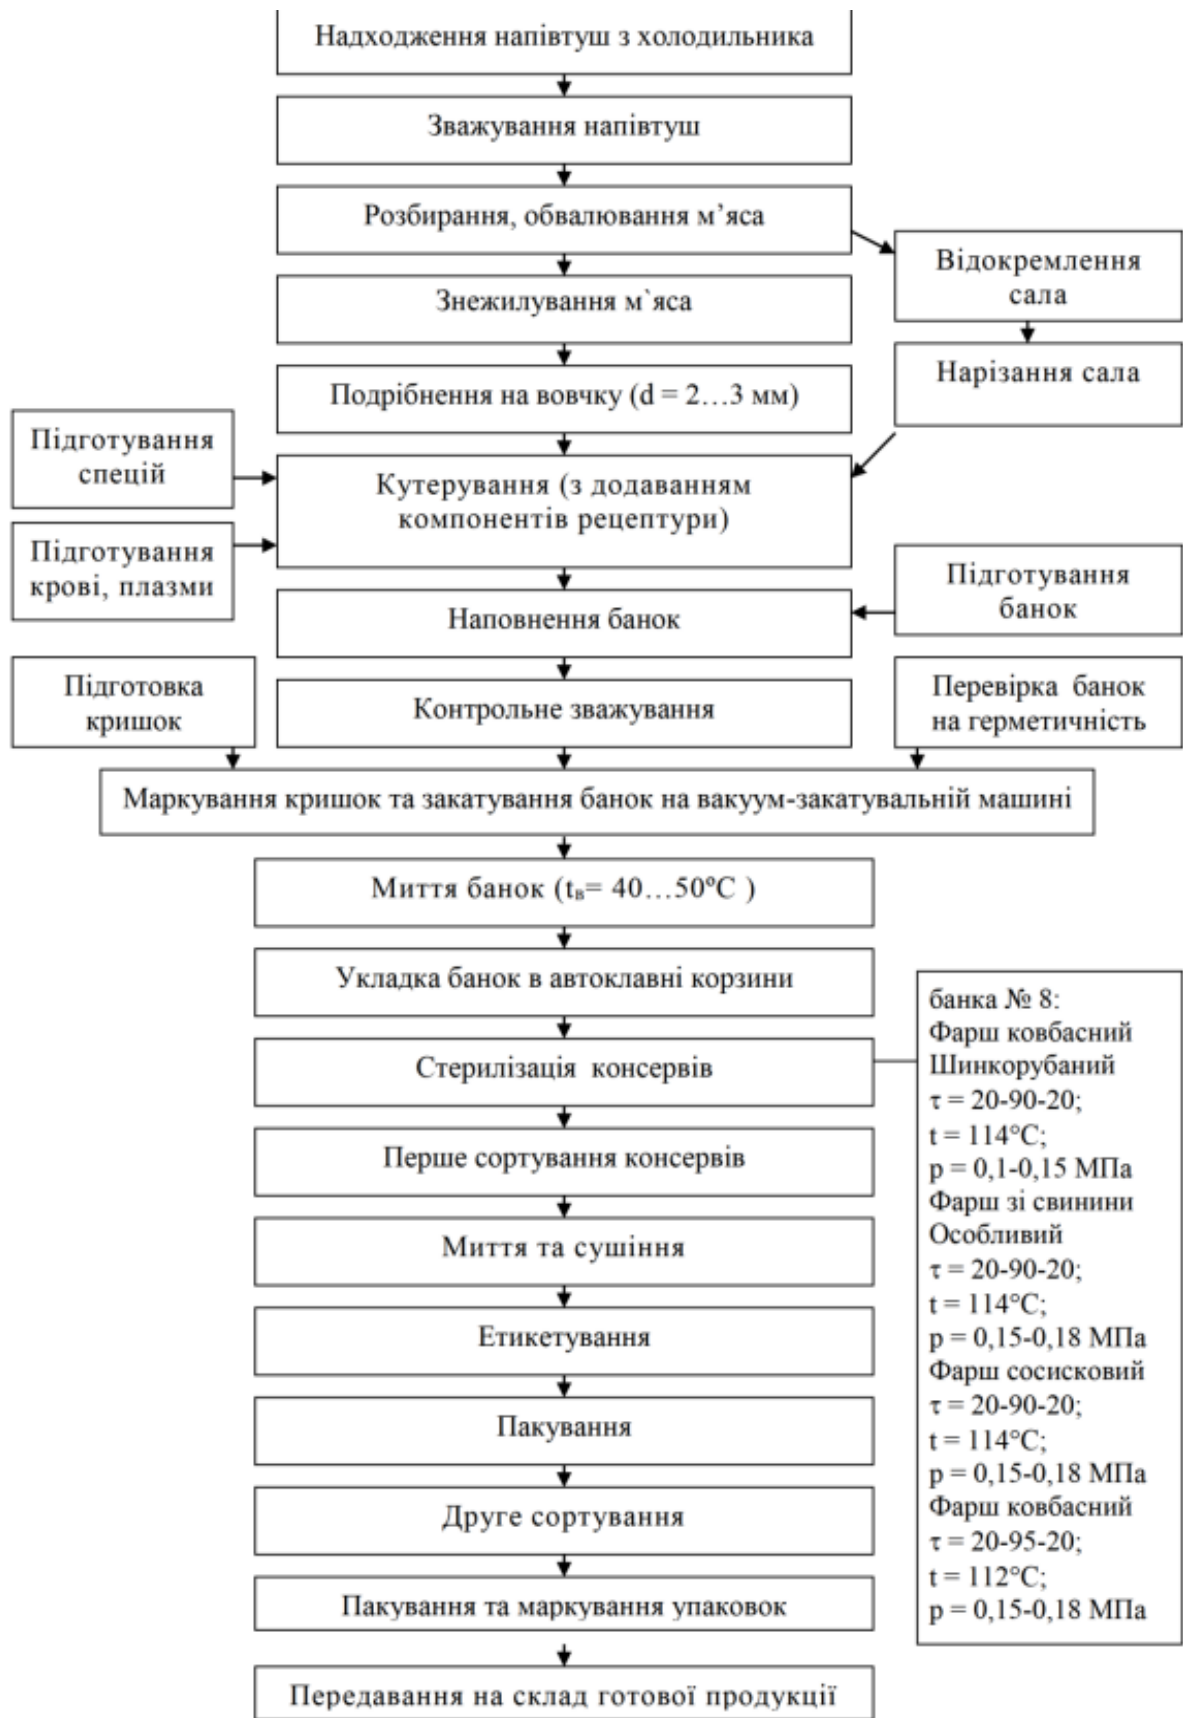 Надходження напівтуш з холодильника
Зважування напівтуш
Розбирання, обвалювання м’яса
Відокремлення
сала
Знежилування м`яса
Нарізання сала
Подрібнення на вовчку (d = 2…3 мм)
Підготування
спецій
Кутерування (з додаванням
компонентів рецептури)
Підготування
крові, плазми
Підготування
банок
Наповнення банок
Підготовка
кришок
Контрольне зважування
Перевірка банок
на герметичність
Маркування кришок та закатування банок на вакуум-закатувальній машині
Миття банок (tв= 40…50ºС )
Укладка банок в автоклавні корзини
Стерилізація консервів
банка № 8:
Фарш ковбасний
Шинкорубаний
τ = 20-90-20;
t = 114°С;
р = 0,1-0,15 МПа
Фарш зі свинини
Особливий
τ = 20-90-20;
t = 114°С;
р = 0,15-0,18 МПа
Фарш сосисковий
τ = 20-90-20;
t = 114°С;
р = 0,15-0,18 МПа
Фарш ковбасний
τ = 20-95-20;
t = 112°С;
р = 0,15-0,18 МПа
Перше сортування консервів
Миття та сушіння
Етикетування
Пакування
Друге сортування
Пакування та маркування упаковок
Передавання на склад готової продукції